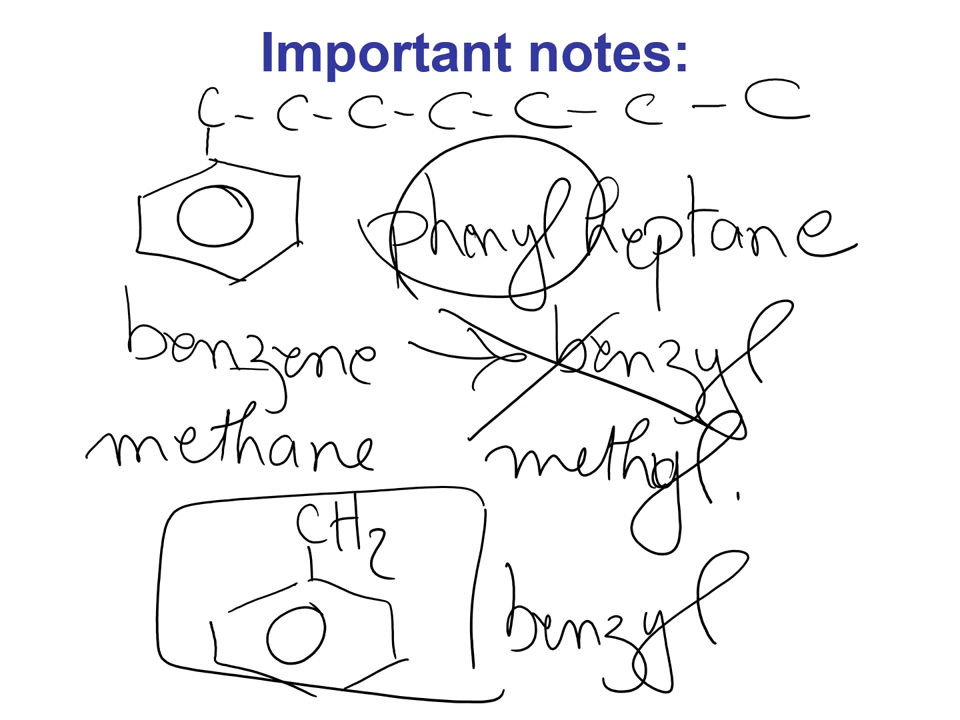 Important notes:
C - C - C - C - C - C - C
phenyl heptane
benzene → benzyl
methane methyl.
CH2
benzyl